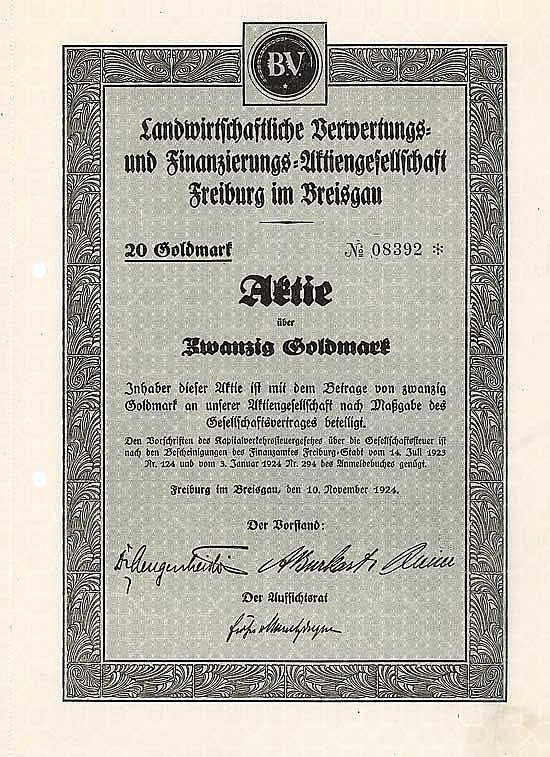 B.V.
Landwirtschaftliche Verwertungs-
und Finanzierungs-Aktiengesellschaft
Freiburg im Breisgau
20 Goldmark
№ 08392 *
Aktie
über
Zwanzig Goldmark
Inhaber dieser Aktie ist mit dem Betrage von zwanzig
Goldmark an unserer Aktiengesellschaft nach Maßgabe des
Gesellschaftsvertrages beteiligt.
Den Vorschriften des Kapitalverkehrssteuergesetzes über die Gesellschaftssteuer ist
nach den Bescheinigungen des Finanzamtes Freiburg-Stadt vom 14. Juli 1923
Nr. 124 und vom 3. Januar 1924 Nr. 294 des Anmeldebuches genügt.
Freiburg im Breisgau, den 10. November 1924.
Der Vorstand:
Der Aufsichtsrat